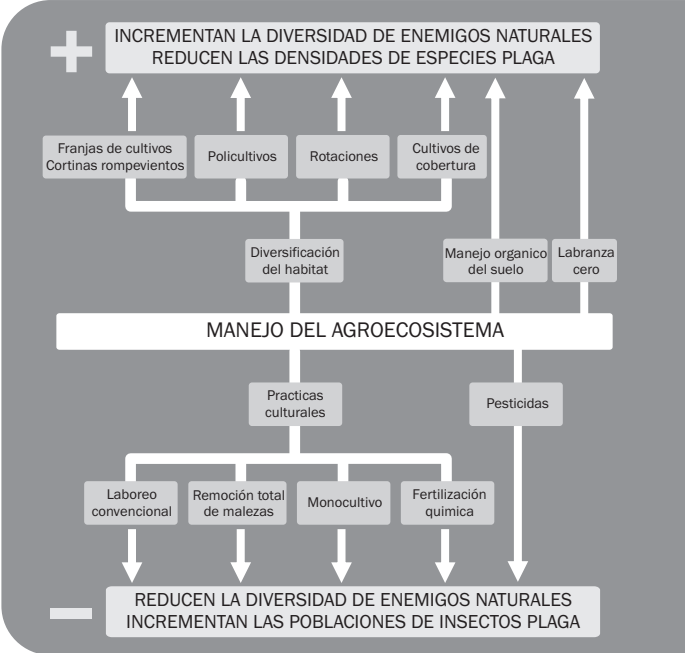 +
INCREMENTAN LA DIVERSIDAD DE ENEMIGOS NATURALES
REDUCEN LAS DENSIDADES DE ESPECIES PLAGA
Franjas de cultivos
Cortinas rompevientos
Policultivos
Rotaciones
Cultivos de
cobertura
Diversificación
del habitat
Manejo organico
del suelo
Labranza
cero
MANEJO DEL AGROECOSISTEMA
Practicas
culturales
Pesticidas
Laboreo
convencional
Remoción total
de malezas
Monocultivo
Fertilización
quimica
−
REDUCEN LA DIVERSIDAD DE ENEMIGOS NATURALES
INCREMENTAN LAS POBLACIONES DE INSECTOS PLAGA